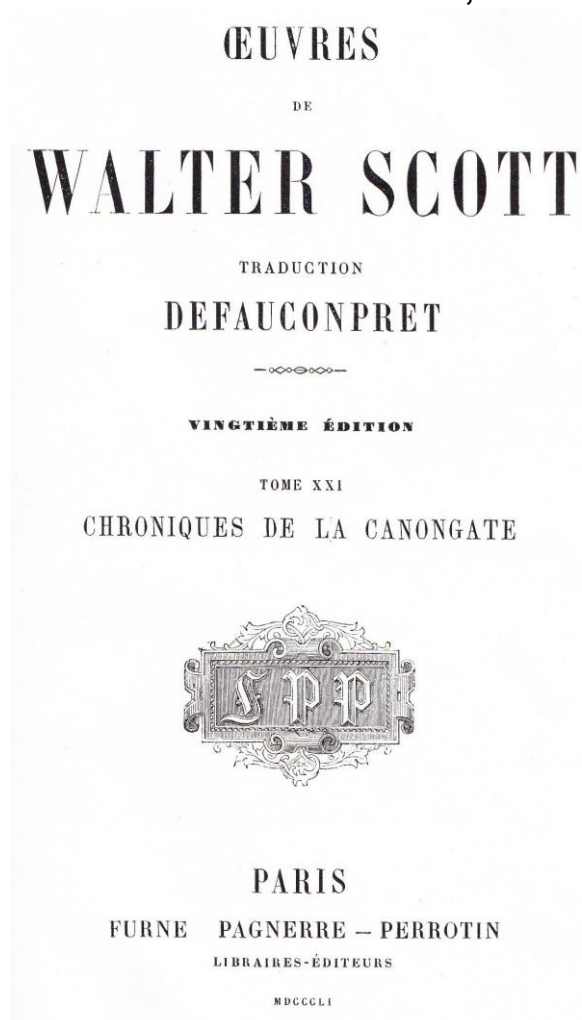 ŒUVRES
DE
WALTER SCOTT
TRADUCTION
DEFAUCONPRET
VINGTIÈME ÉDITION
TOME XXI
CHRONIQUES DE LA CANONGATE
FPP
PARIS
FURNE PAGNERRE – PERROTIN
LIBRAIRES-ÉDITEURS
MDCCCLI